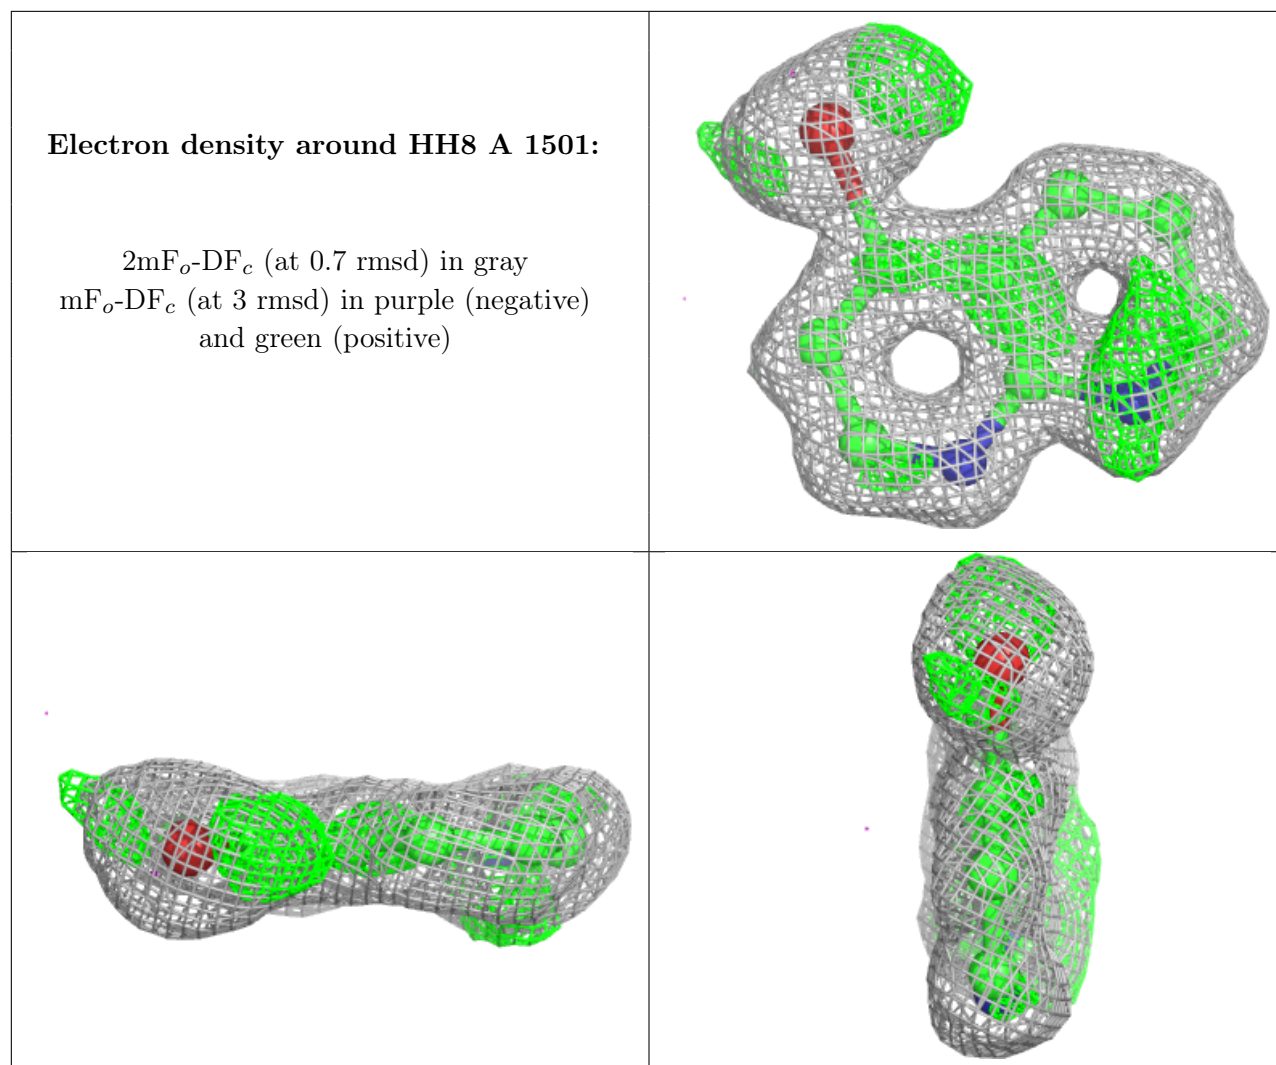 Electron density around HH8 A 1501:
2mFo-DFc (at 0.7 rmsd) in gray
mFo-DFc (at 3 rmsd) in purple (negative)
and green (positive)